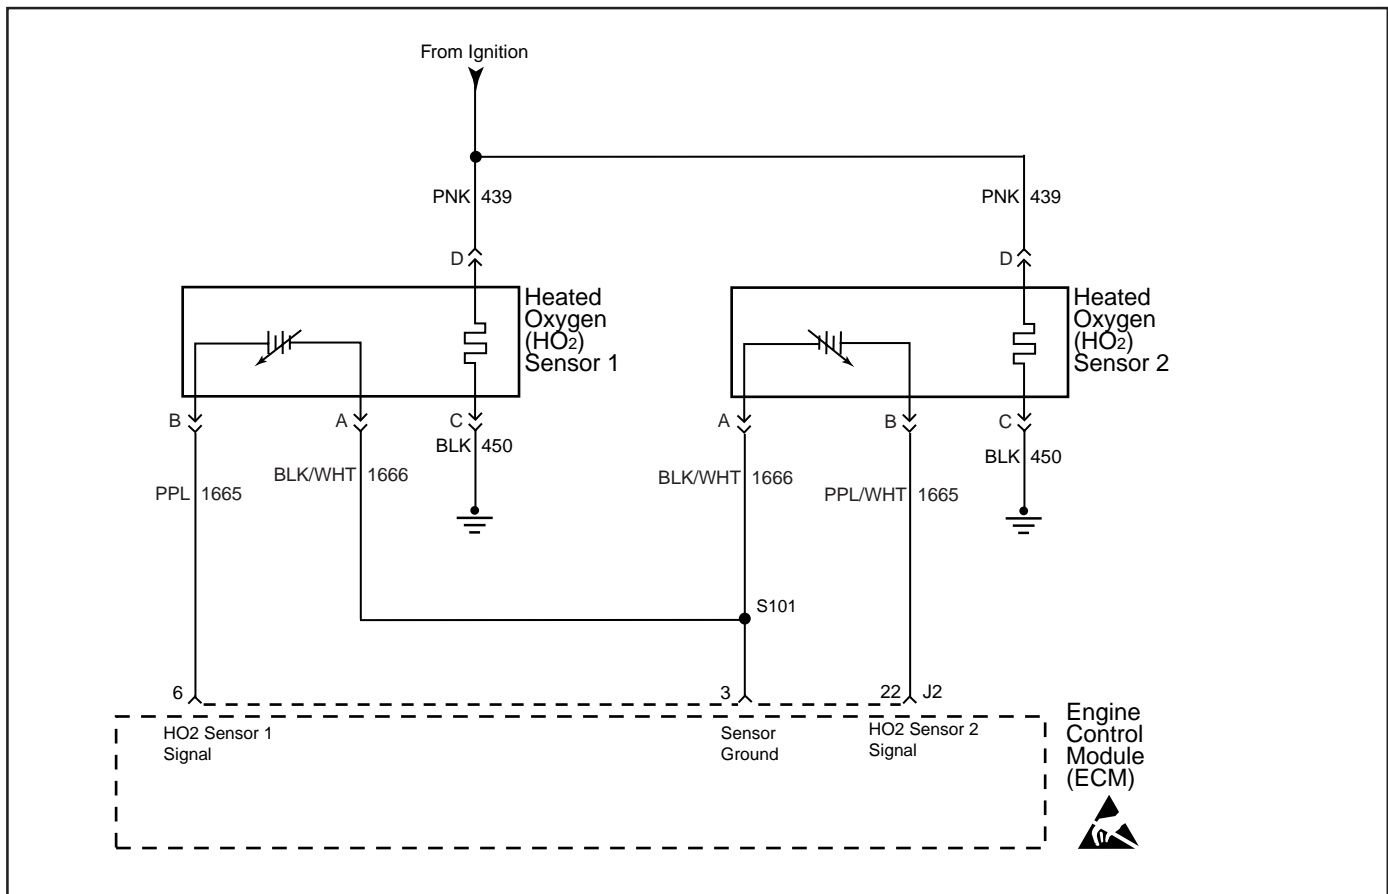 From Ignition
PNK 439
PNK 439
D
D
Heated
Oxygen
(HO2)
Sensor 1
Heated
Oxygen
(HO2)
Sensor 2
B
A
C
A
B
C
BLK 450
BLK 450
BLK/WHT 1666
BLK/WHT 1666
PPL 1665
PPL/WHT 1665
S101
6
3
22 J2
HO2 Sensor 1
Signal
Sensor
Ground
HO2 Sensor 2
Signal
Engine
Control
Module
(ECM)